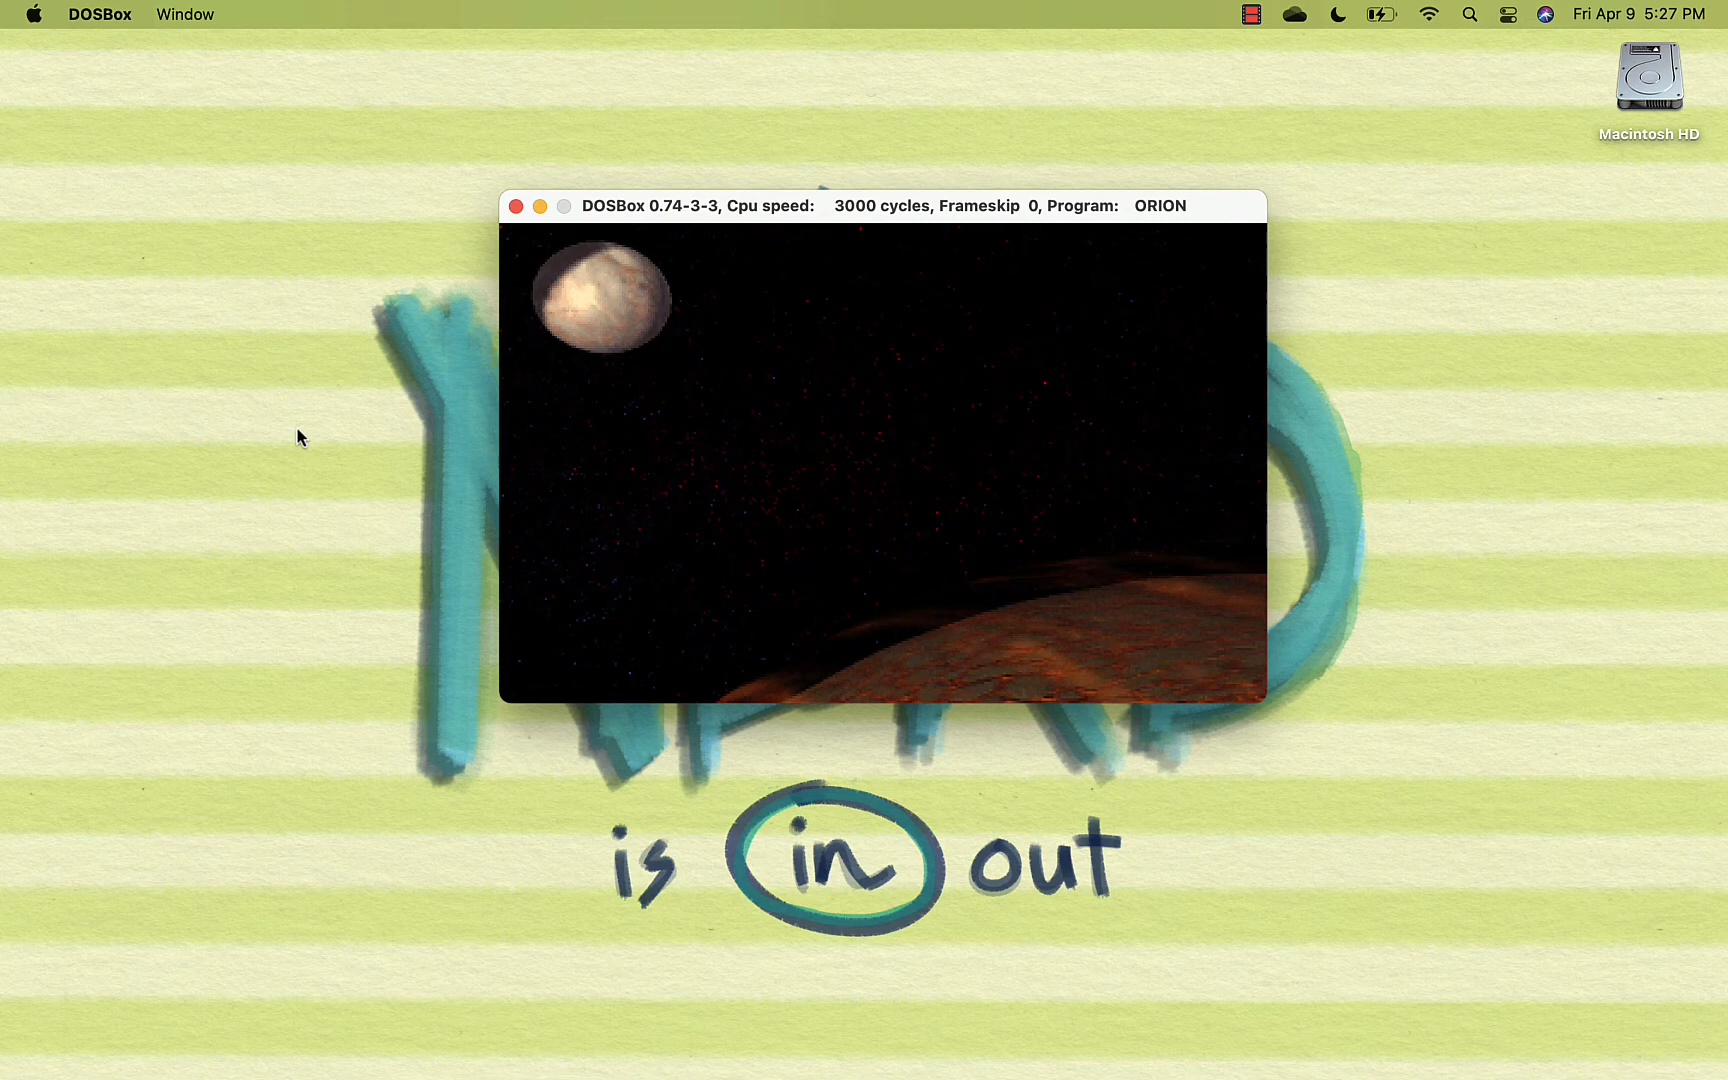 DOSBox Window Fri Apr 9 5:27 PM
Macintosh HD
DOSBox 0.74-3-3, Cpu speed: 3000 cycles, Frameskip 0, Program: ORION
is in out